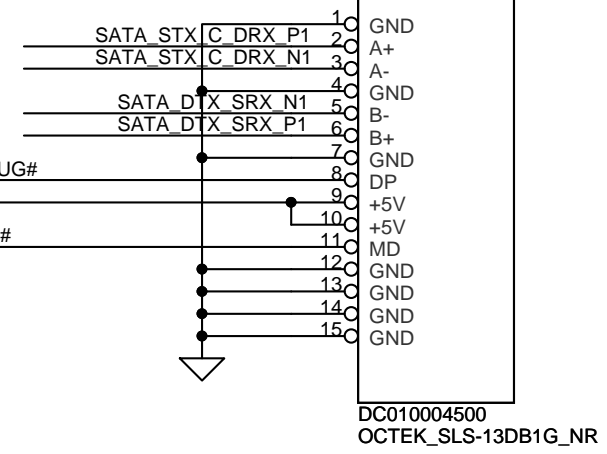 1 GND
SATA_STX_C_DRX_P1 2 A+
SATA_STX_C_DRX_N1 3 A-
4 GND
SATA_DTX_SRX_N1 5 B-
SATA_DTX_SRX_P1 6 B+
7 GND
UG# 8 DP
9 +5V
10 +5V
# 11 MD
12 GND
13 GND
14 GND
15 GND
DC010004500
OCTEK_SLS-13DB1G_NR